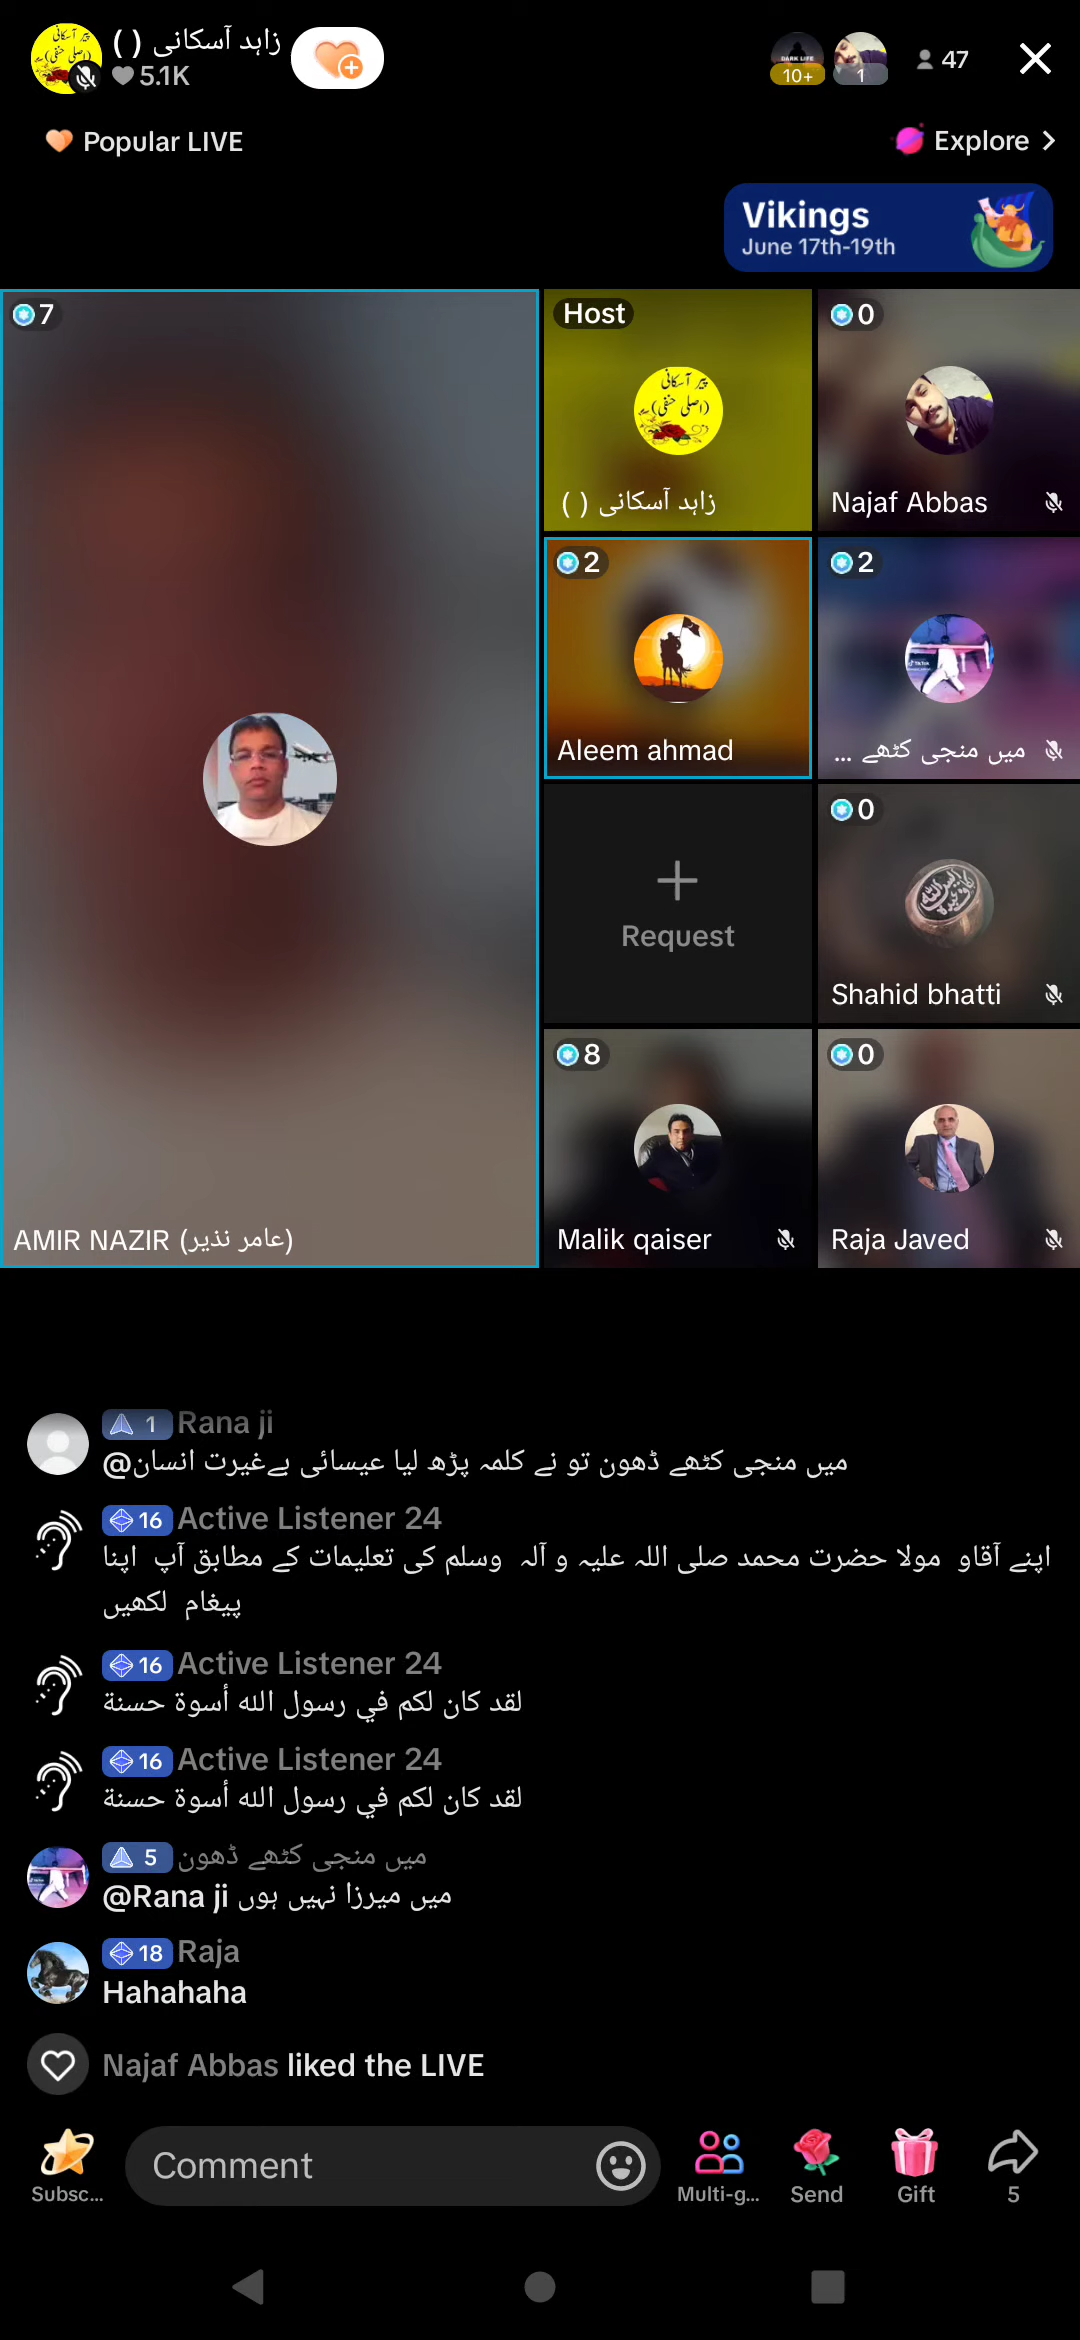 زاہد آسکانی ( )
5.1K
10+
1
47
Popular LIVE
Explore
Vikings
June 17th-19th
7
Host
پیر آسکانی
(اصلی حنفی)
زاہد آسکانی ( )
0
Najaf Abbas
2
Aleem ahmad
2
میں منجی کٹھے ...
Request
0
Shahid bhatti
8
Malik qaiser
0
Raja Javed
AMIR NAZIR (عامر نذیر)
1 Rana ji
@میں منجی کٹھے ڈھون تو نے کلمہ پڑھ لیا عیسائی بےغیرت انسان
16 Active Listener 24
اپنے آقاو مولا حضرت محمد صلی اللہ علیہ و آلہ وسلم کی تعلیمات کے مطابق آپ اپنا
پیغام لکھیں
16 Active Listener 24
لقد كان لكم في رسول الله أسوة حسنة
16 Active Listener 24
لقد كان لكم في رسول الله أسوة حسنة
5 میں منجی کٹھے ڈھون
@Rana ji میں میرزا نہیں ہوں
18 Raja
Hahahaha
Najaf Abbas liked the LIVE
Comment
Subsc...
Multi-g...
Send
Gift
5